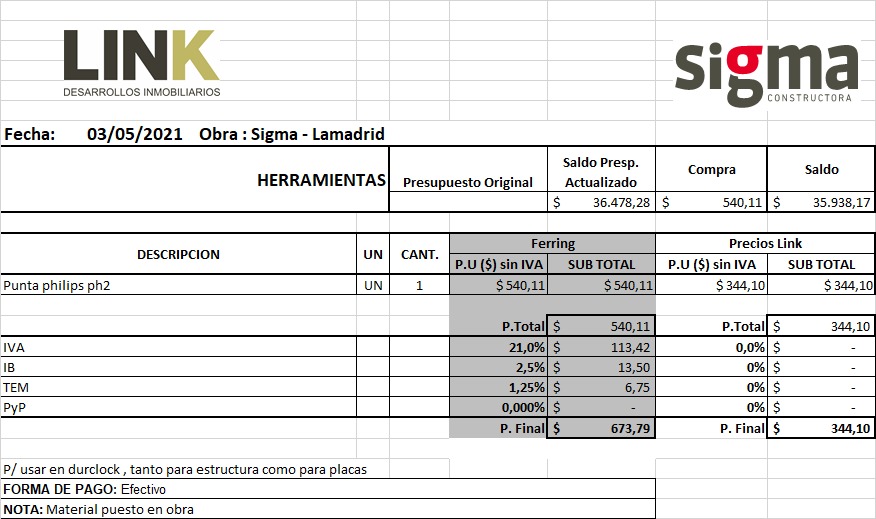 LINK
DESARROLLOS INMOBILIARIOS
sigma
CONSTRUCTORA
Fecha: 03/05/2021 Obra : Sigma - Lamadrid
HERRAMIENTAS Presupuesto Original Saldo Presp. Actualizado Compra Saldo
$ 36.478,28 $ 540,11 $ 35.938,17
DESCRIPCION UN CANT. Ferring Precios Link
P.U ($) sin IVA SUB TOTAL P.U ($) sin IVA SUB TOTAL
Punta philips ph2 UN 1 $ 540,11 $ 540,11 $ 344,10 $ 344,10
P.Total $ 540,11 P.Total $ 344,10
IVA 21,0% $ 113,42 0,0% $ -
IB 2,5% $ 13,50 0% $ -
TEM 1,25% $ 6,75 0% $ -
PyP 0,000% $ - 0% $ -
P. Final $ 673,79 P. Final $ 344,10
P/ usar en durclock , tanto para estructura como para placas
FORMA DE PAGO: Efectivo
NOTA: Material puesto en obra